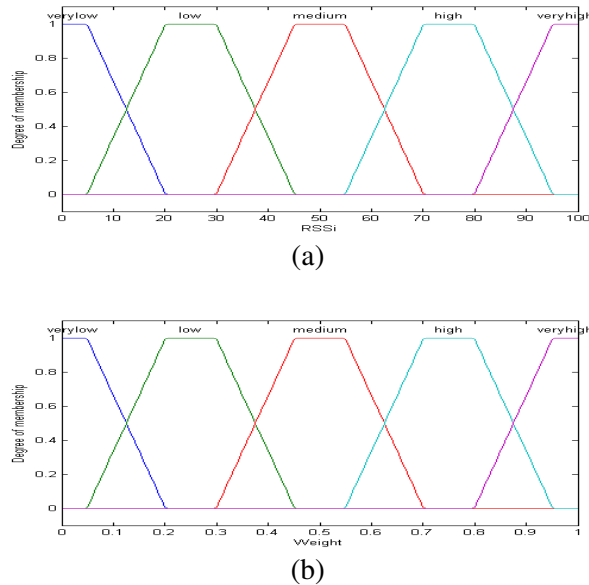 verylow low medium high veryhigh
1
0.8
0.6
0.4
0.2
0
Degree of membership
0 10 20 30 40 50 60 70 80 90 100
RSSi
(a)
verylow low medium high veryhigh
1
0.8
0.6
0.4
0.2
0
Degree of membership
0 0.1 0.2 0.3 0.4 0.5 0.6 0.7 0.8 0.9 1
Weight
(b)